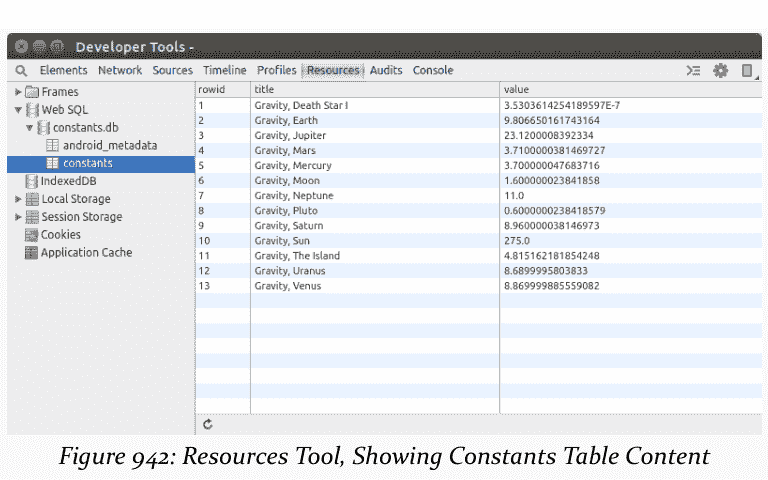 Developer Tools -
Elements Network Sources Timeline Profiles Resources Audits Console
Frames
Web SQL
constants.db
android_metadata
constants
IndexedDB
Local Storage
Session Storage
Cookies
Application Cache
rowid title value
1 Gravity, Death Star I 3.5303614254189597E-7
2 Gravity, Earth 9.806650161743164
3 Gravity, Jupiter 23.1200008392334
4 Gravity, Mars 3.7100000381469727
5 Gravity, Mercury 3.700000047683716
6 Gravity, Moon 1.600000023841858
7 Gravity, Neptune 11.0
8 Gravity, Pluto 0.6000000238418579
9 Gravity, Saturn 8.960000038146973
10 Gravity, Sun 275.0
11 Gravity, The Island 4.815162181854248
12 Gravity, Uranus 8.6899995803833
13 Gravity, Venus 8.869999885559082
Figure 942: Resources Tool, Showing Constants Table Content